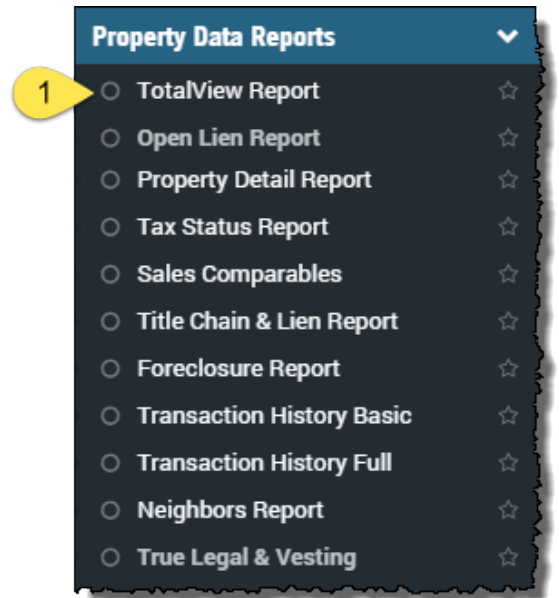 Property Data Reports
1
TotalView Report
Open Lien Report
Property Detail Report
Tax Status Report
Sales Comparables
Title Chain & Lien Report
Foreclosure Report
Transaction History Basic
Transaction History Full
Neighbors Report
True Legal & Vesting